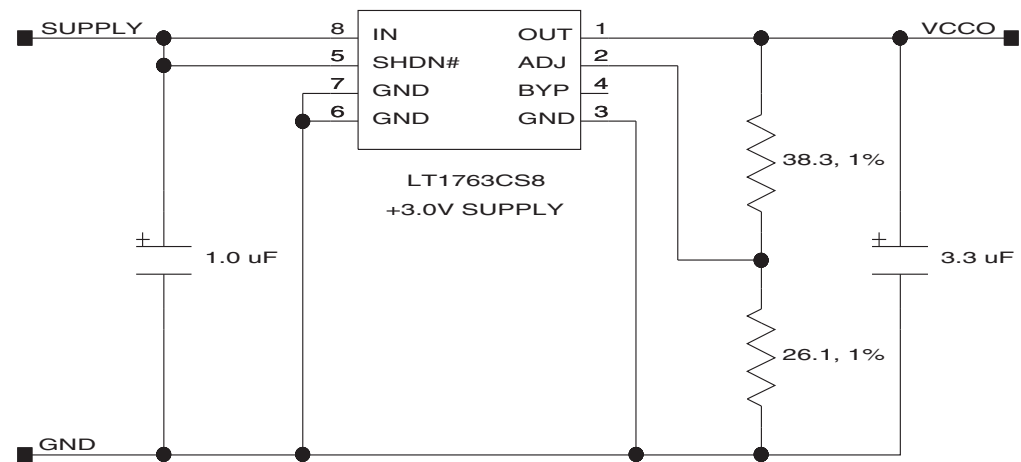 SUPPLY 8 IN OUT 1 VCCO
5 SHDN# ADJ 2
7 GND BYP 4
6 GND GND 3
LT1763CS8
+3.0V SUPPLY
38.3, 1%
+ 1.0 uF
+ 3.3 uF
26.1, 1%
GND